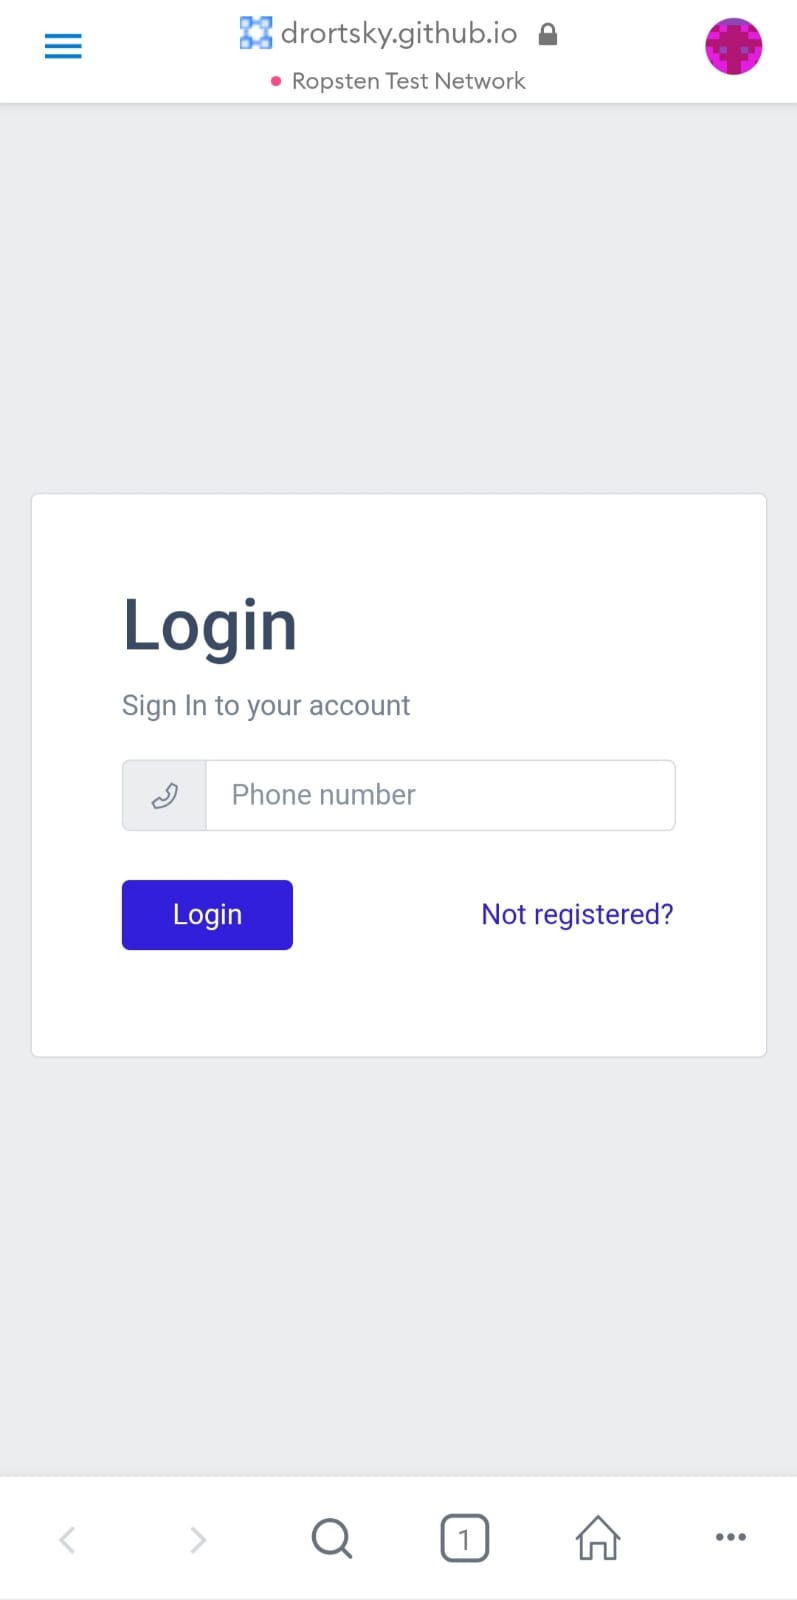 drortsky.github.io
Ropsten Test Network
Login
Sign In to your account
Phone number
Login
Not registered?
1